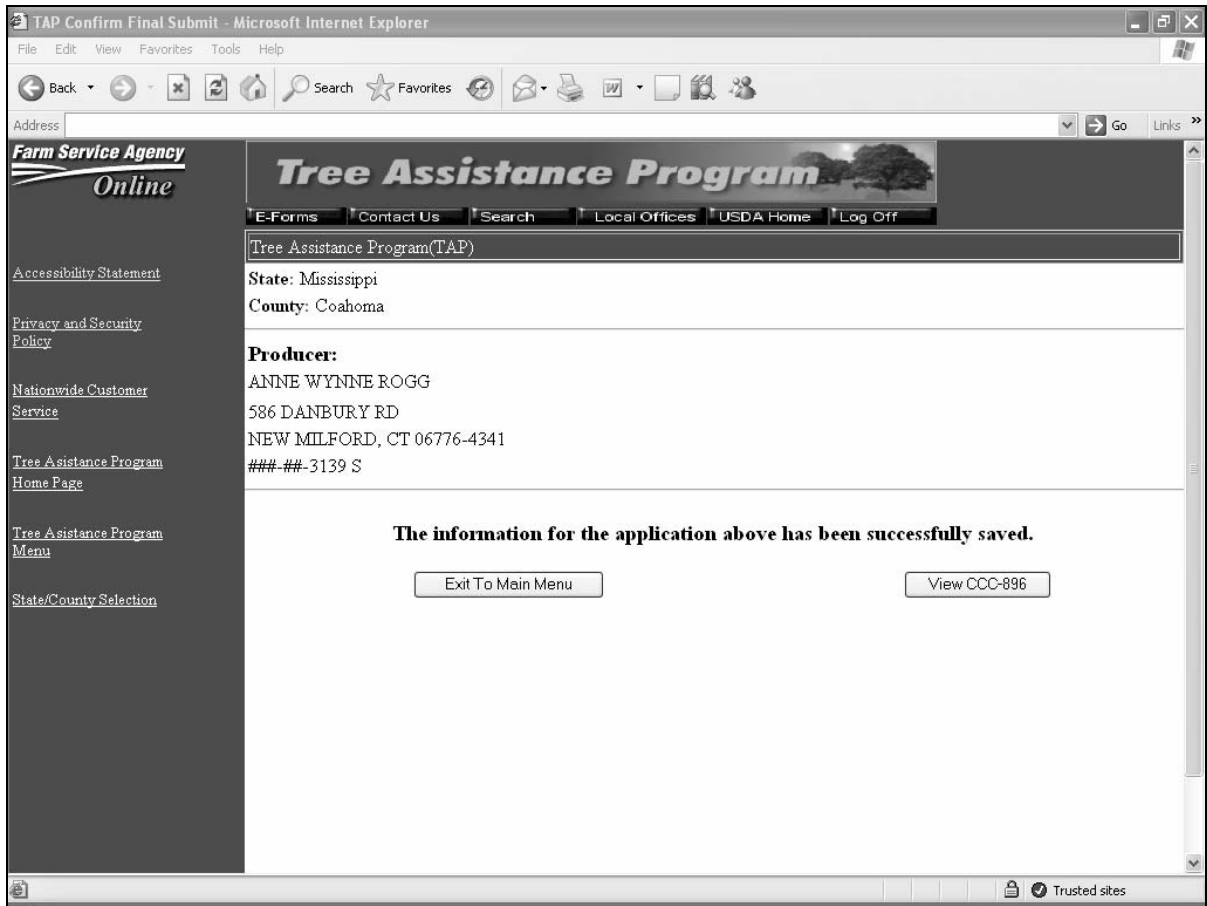 TAP Confirm Final Submit - Microsoft Internet Explorer
File Edit View Favorites Tools Help
Back Search Favorites
Address Go Links »
Farm Service Agency
Online
Tree Assistance Program
E-Forms Contact Us Search Local Offices USDA Home Log Off
Tree Assistance Program(TAP)
State: Mississippi
County: Coahoma
Producer:
ANNE WYNNE ROGG
586 DANBURY RD
NEW MILFORD, CT 06776-4341
###-##-3139 S
The information for the application above has been successfully saved.
Exit To Main Menu View CCC-896
Accessibility Statement
Privacy and Security
Policy
Nationwide Customer
Service
Tree Asistance Program
Home Page
Tree Asistance Program
Menu
State/County Selection
Trusted sites